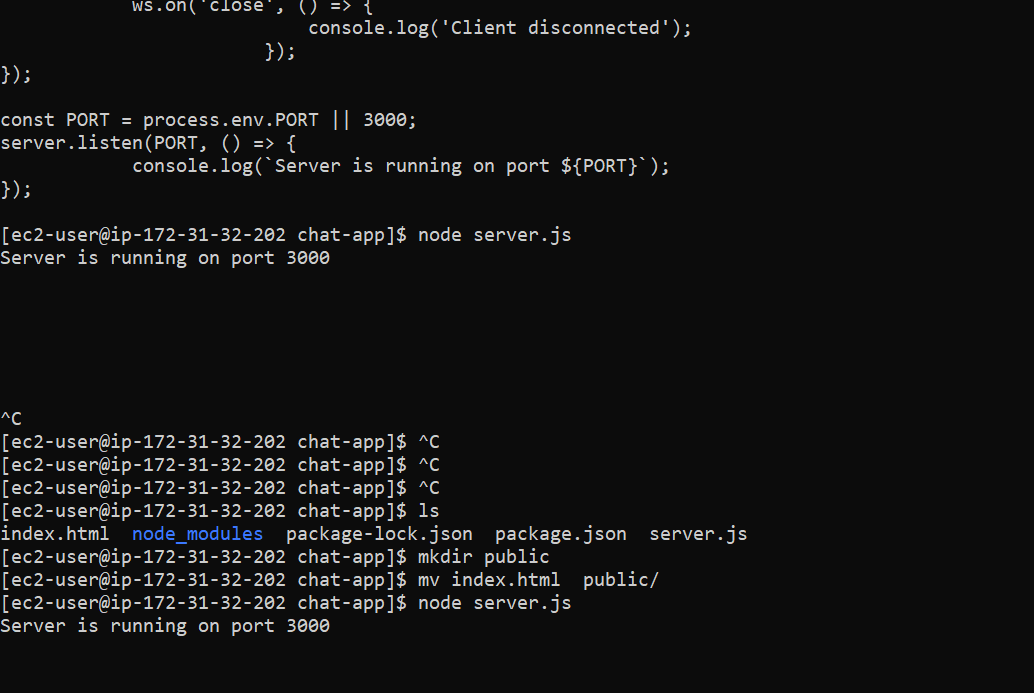 ws.on('close', () => {
console.log('Client disconnected');
});
});
const PORT = process.env.PORT || 3000;
server.listen(PORT, () => {
console.log(`Server is running on port ${PORT}`);
});
[ec2-user@ip-172-31-32-202 chat-app]$ node server.js
Server is running on port 3000
^C
[ec2-user@ip-172-31-32-202 chat-app]$ ^C
[ec2-user@ip-172-31-32-202 chat-app]$ ^C
[ec2-user@ip-172-31-32-202 chat-app]$ ^C
[ec2-user@ip-172-31-32-202 chat-app]$ ls
index.html  node_modules  package-lock.json  package.json  server.js
[ec2-user@ip-172-31-32-202 chat-app]$ mkdir public
[ec2-user@ip-172-31-32-202 chat-app]$ mv index.html  public/
[ec2-user@ip-172-31-32-202 chat-app]$ node server.js
Server is running on port 3000